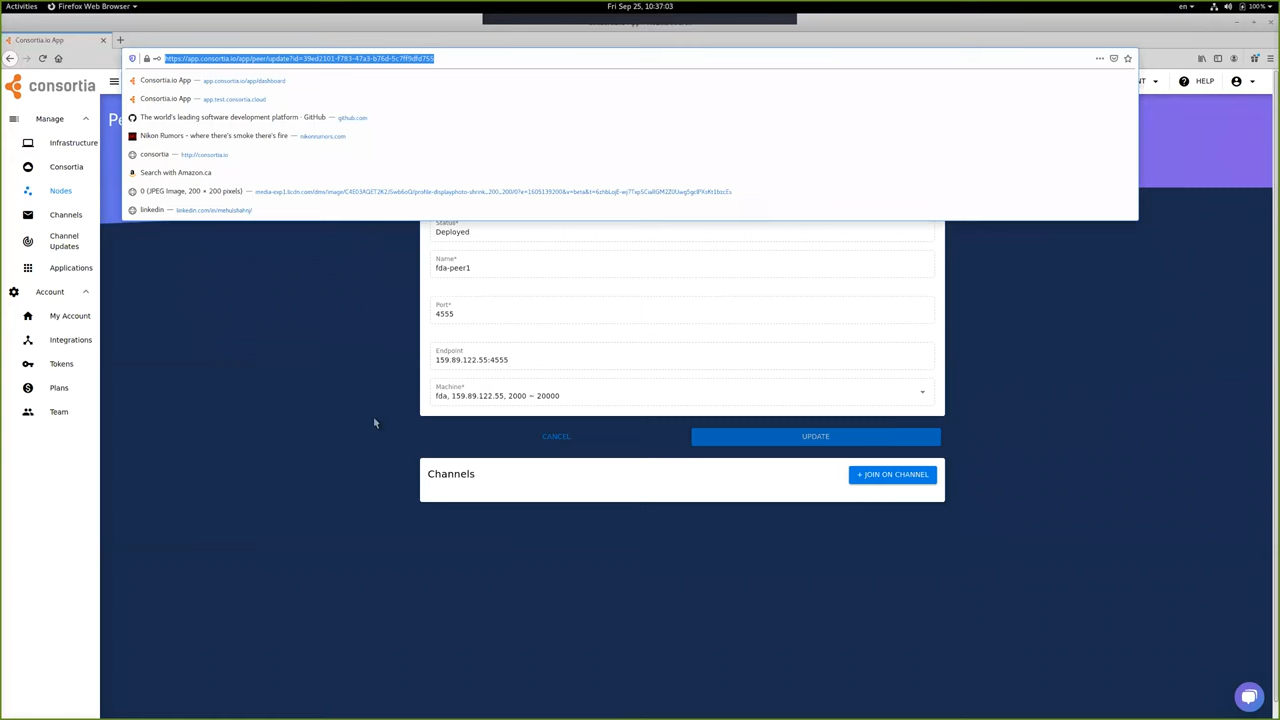 Activities Firefox Web Browser Fri Sep 25, 10:37:03 en 100%
Consortia.io App
https://app.consortia.io/app/peer/update?id=39ed2101-f783-47a3-b76d-5c7ff9dfd755
consortia
Consortia.io App — app.consortia.io/app/dashboard
HELP
Consortia.io App — app.test.consortia.cloud
The world's leading software development platform · GitHub — github.com
Nikon Rumors - where there's smoke there's fire — nikonrumors.com
consortia — http://consortia.io
Search with Amazon.ca
0 (JPEG Image, 200 × 200 pixels) —
linkedin — linkedin.com/in/mehulshahnj/
Manage
Infrastructure
Consortia
Nodes
Channels
Channel
Updates
Applications
Account
My Account
Integrations
Tokens
Plans
Team
Pe
Status*
Deployed
Name*
fda-peer1
Port*
4555
Endpoint
159.89.122.55:4555
Machine*
fda, 159.89.122.55, 2000 ~ 20000
CANCEL UPDATE
Channels + JOIN ON CHANNEL